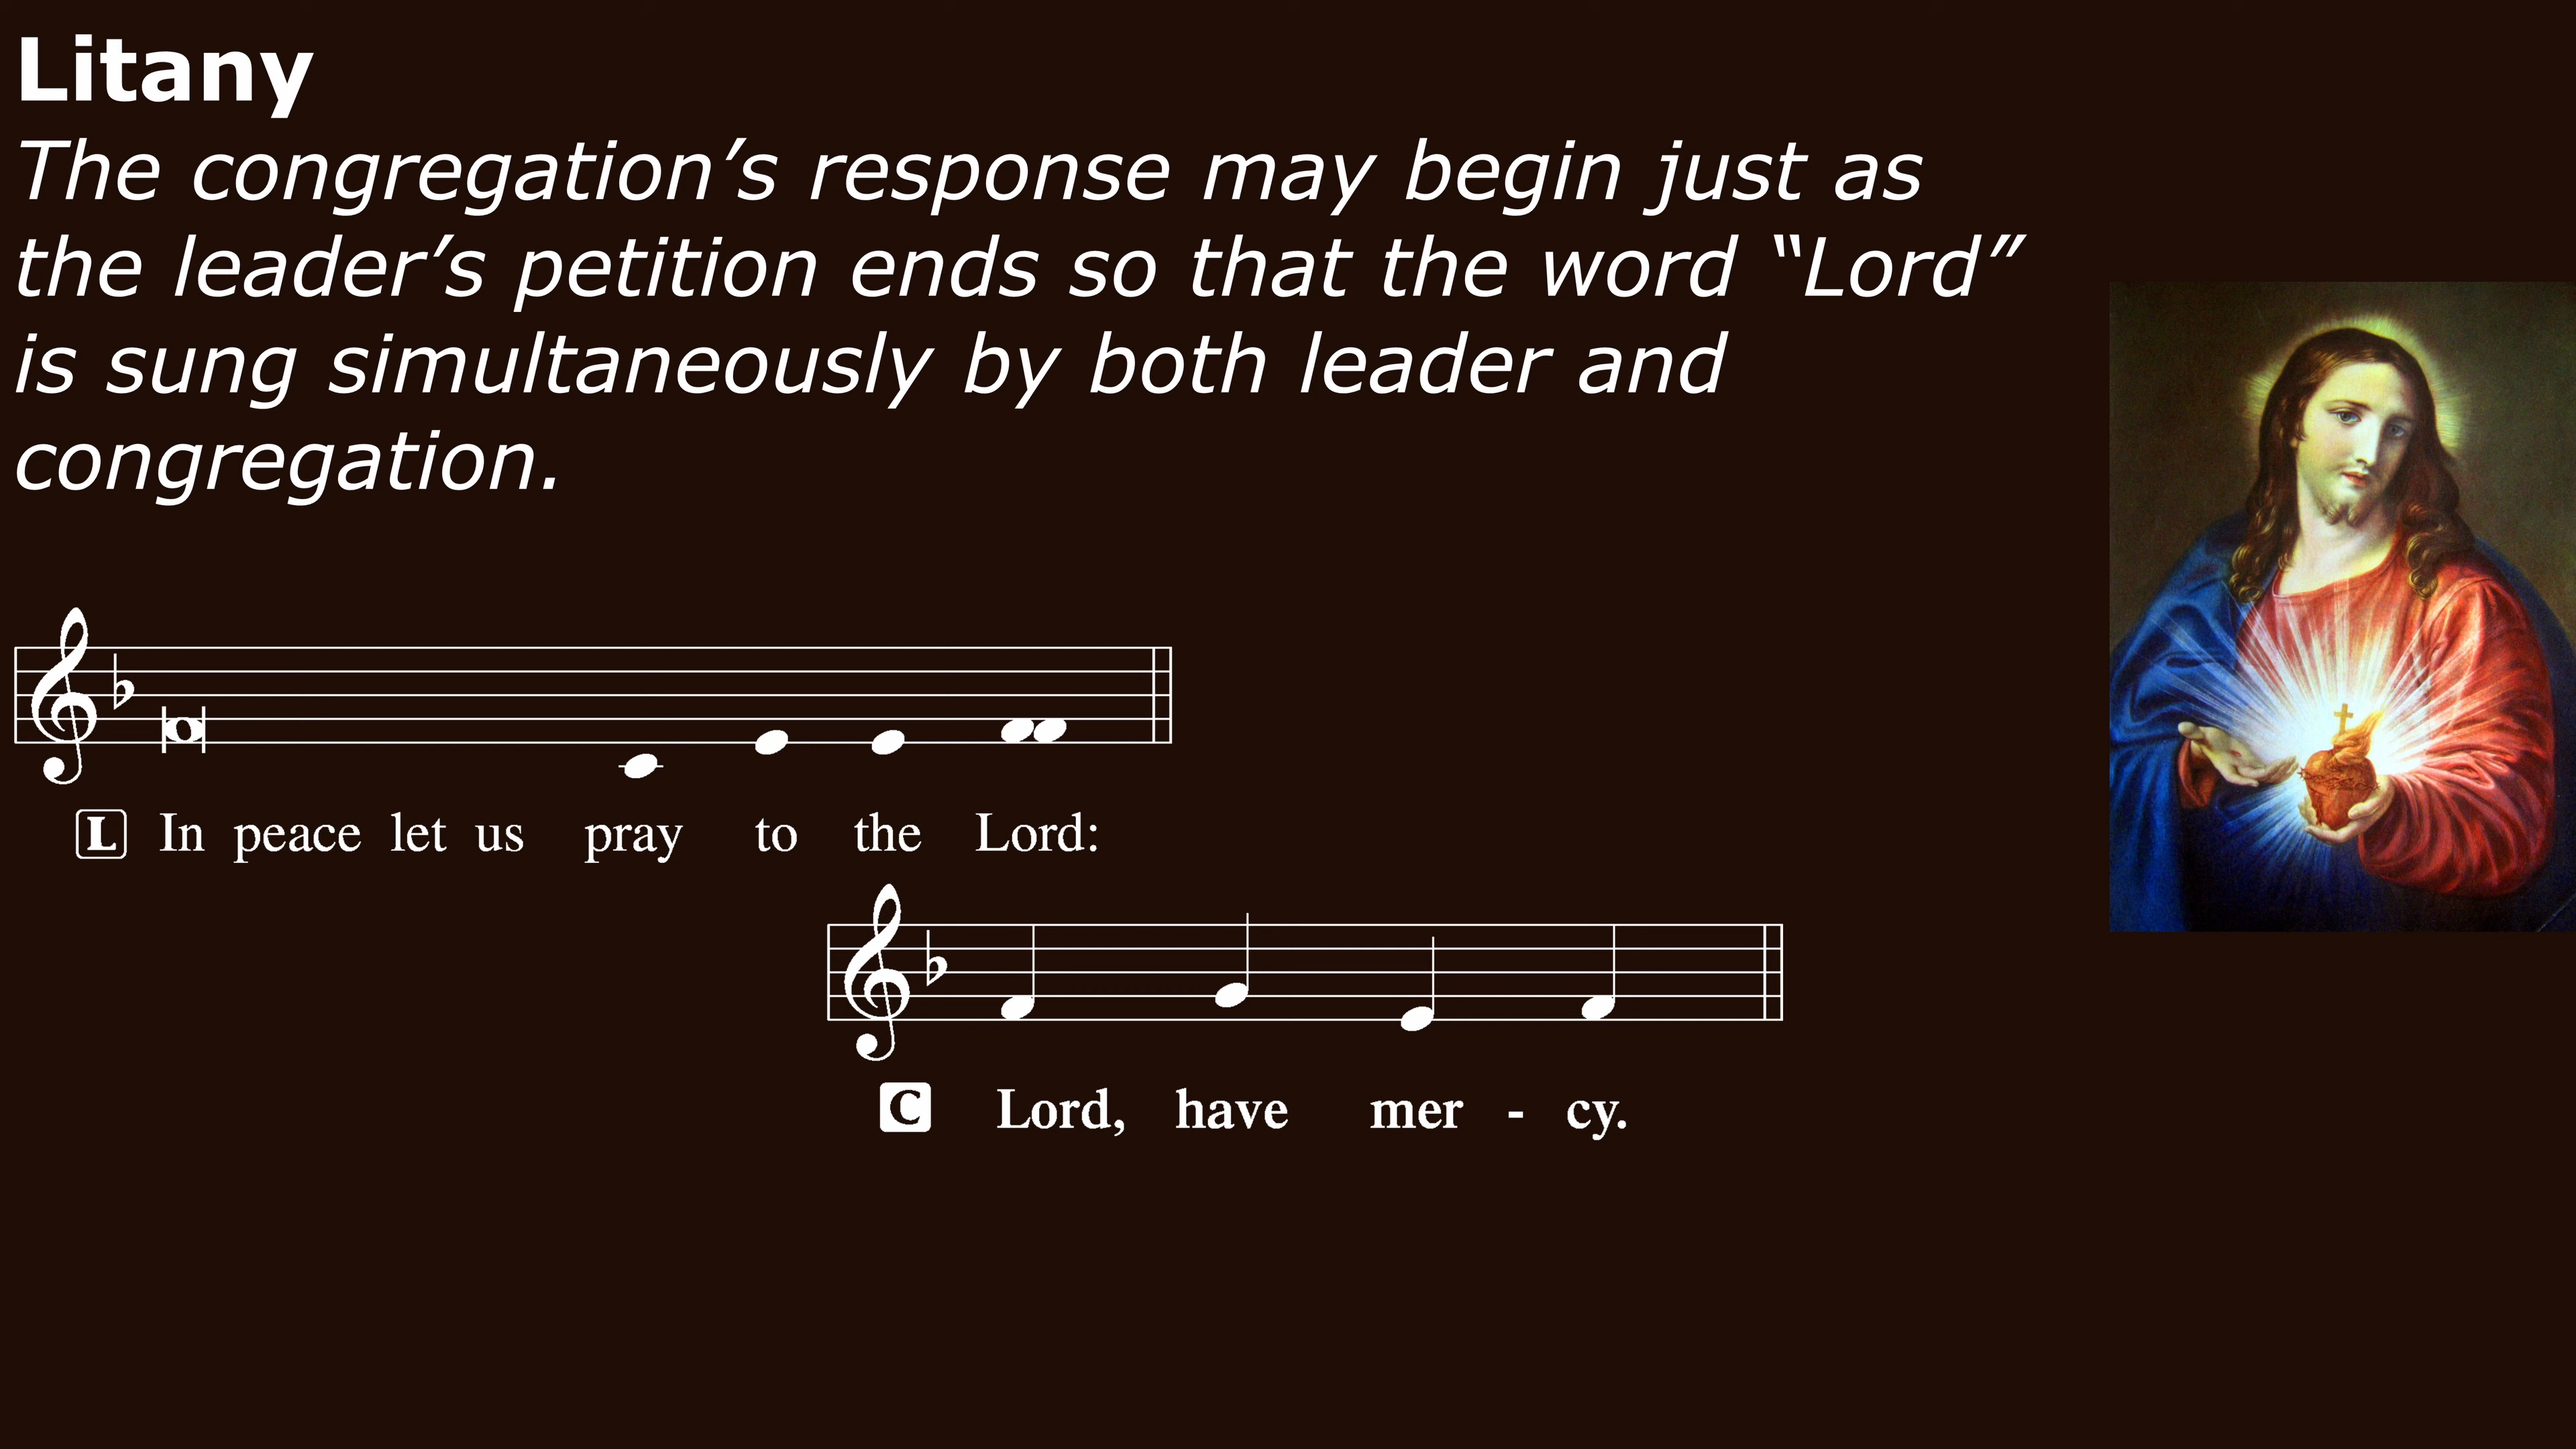 Litany
The congregation’s response may begin just as
the leader’s petition ends so that the word “Lord”
is sung simultaneously by both leader and
congregation.
L In peace let us pray to the Lord:
C Lord, have mer - cy.